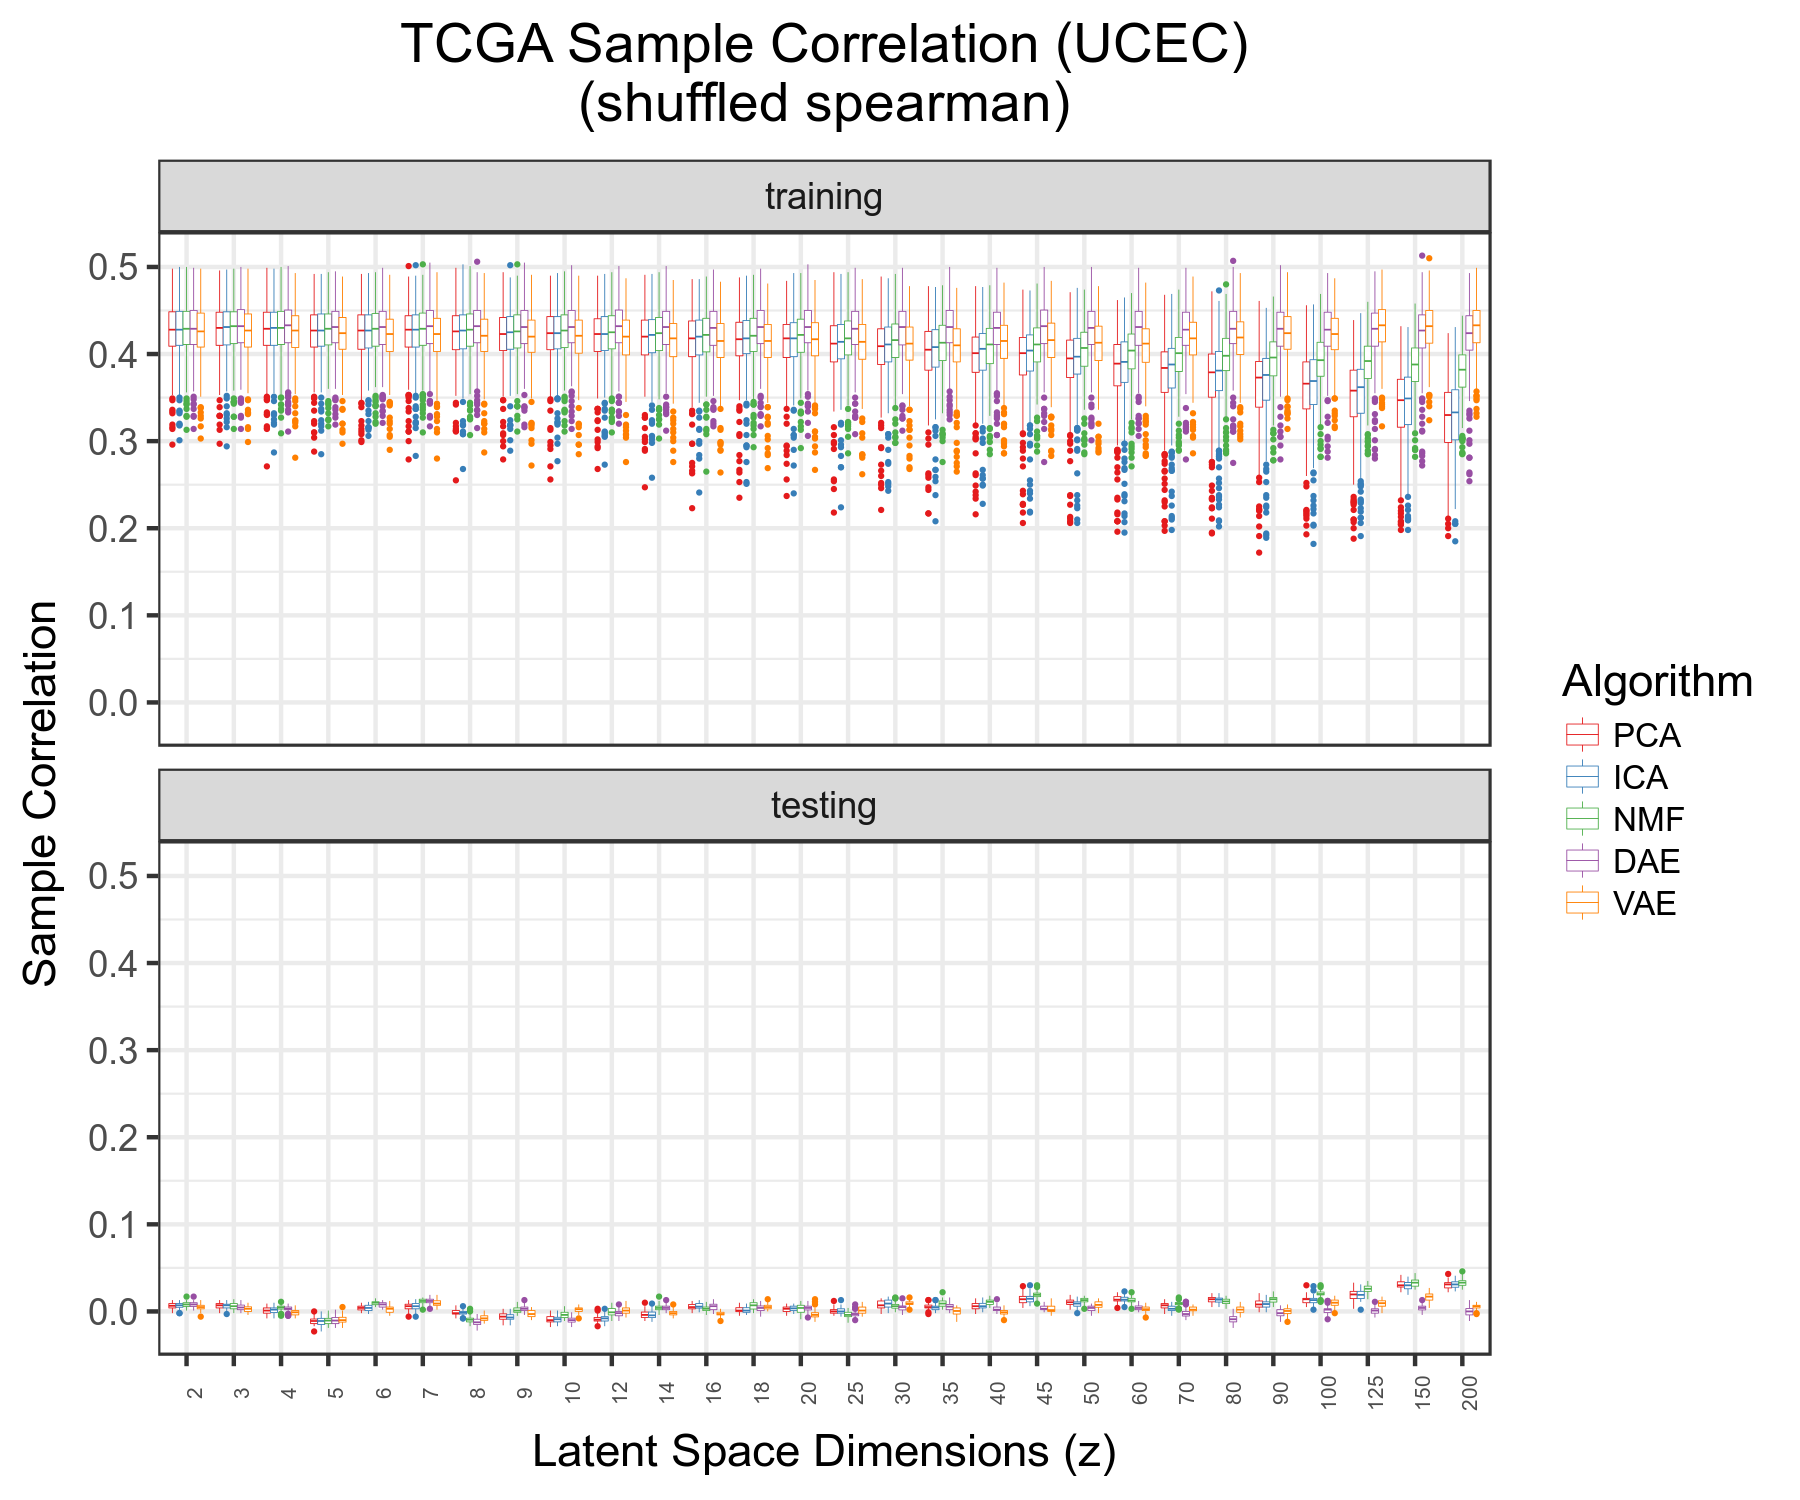 TCGA Sample Correlation (UCEC)
(shuffled spearman)
training
0.5
0.4
0.3
0.2
0.1
0.0
testing
0.5
0.4
0.3
0.2
0.1
0.0
Sample Correlation
2 3 4 5 6 7 8 9 10 12 14 16 18 20 25 30 35 40 45 50 60 70 80 90 100 125 150 200
Latent Space Dimensions (z)
Algorithm
PCA
ICA
NMF
DAE
VAE